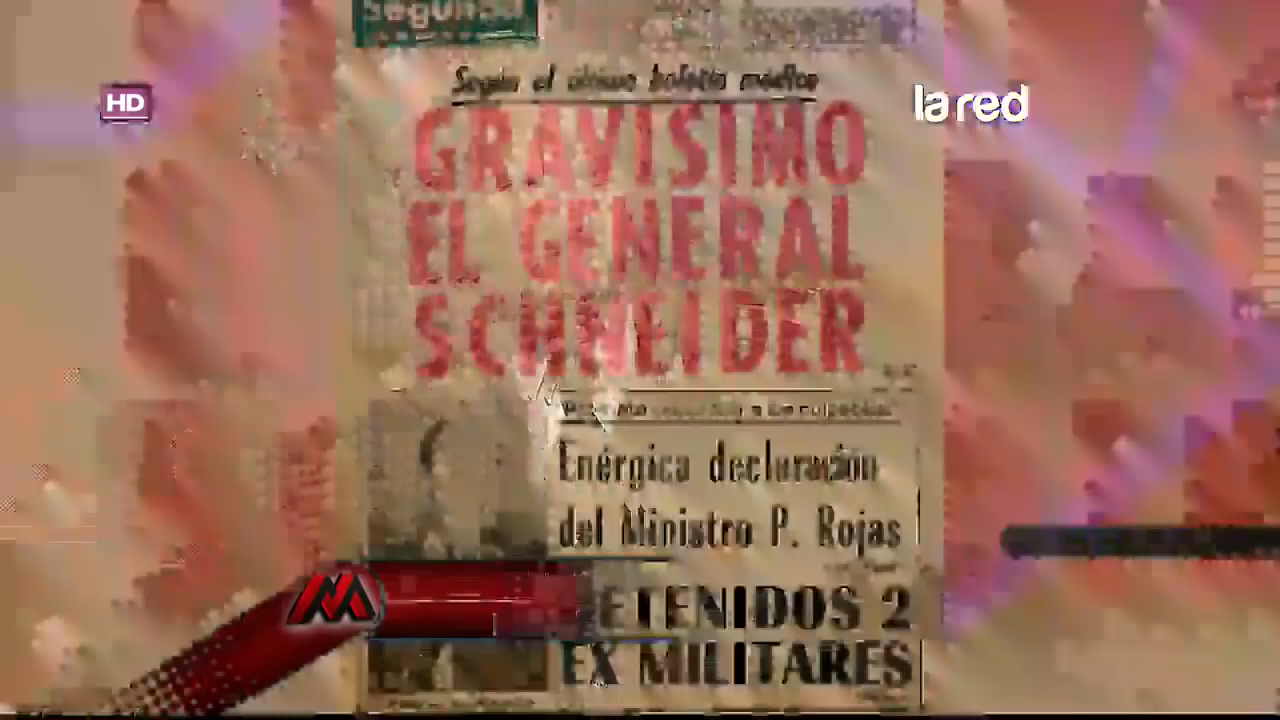 Segunda
Según el último boletín médico
HD
la red
GRAVISIMO
EL GENERAL
SCHNEIDER
Enérgica declaración
del Ministro P. Rojas
ETENIDOS 2
EX MILITARES